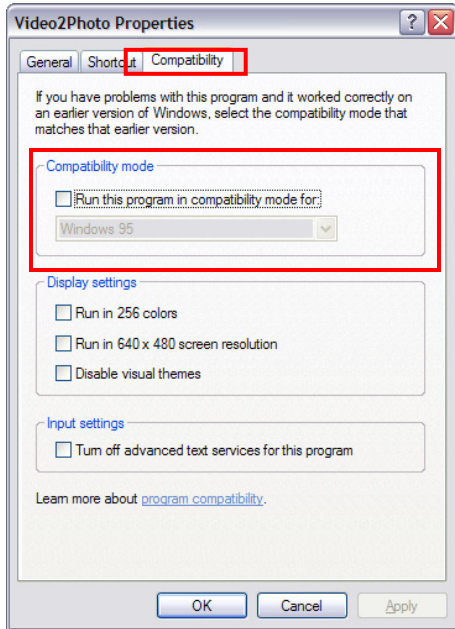 Video2Photo Properties
General Shortcut Compatibility
If you have problems with this program and it worked correctly on
an earlier version of Windows, select the compatibility mode that
matches that earlier version.
Compatibility mode
Run this program in compatibility mode for:
Windows 95
Display settings
Run in 256 colors
Run in 640 x 480 screen resolution
Disable visual themes
Input settings
Turn off advanced text services for this program
Learn more about program compatibility.
OK Cancel Apply